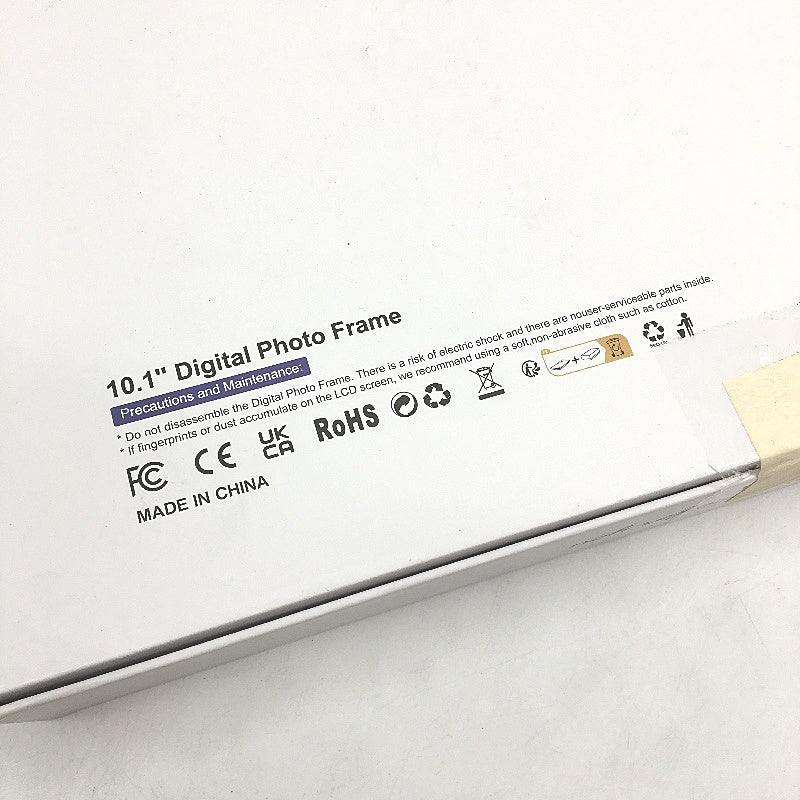 10.1" Digital Photo Frame
Precautions and Maintenance:
* Do not disassemble the Digital Photo Frame. There is a risk of electric shock and there are nouser-serviceable parts inside.
* If fingerprints or dust accumulate on the LCD screen, we recommend using a soft,non-abrasive cloth such as cotton.
FC CE UK CA RoHS
MADE IN CHINA